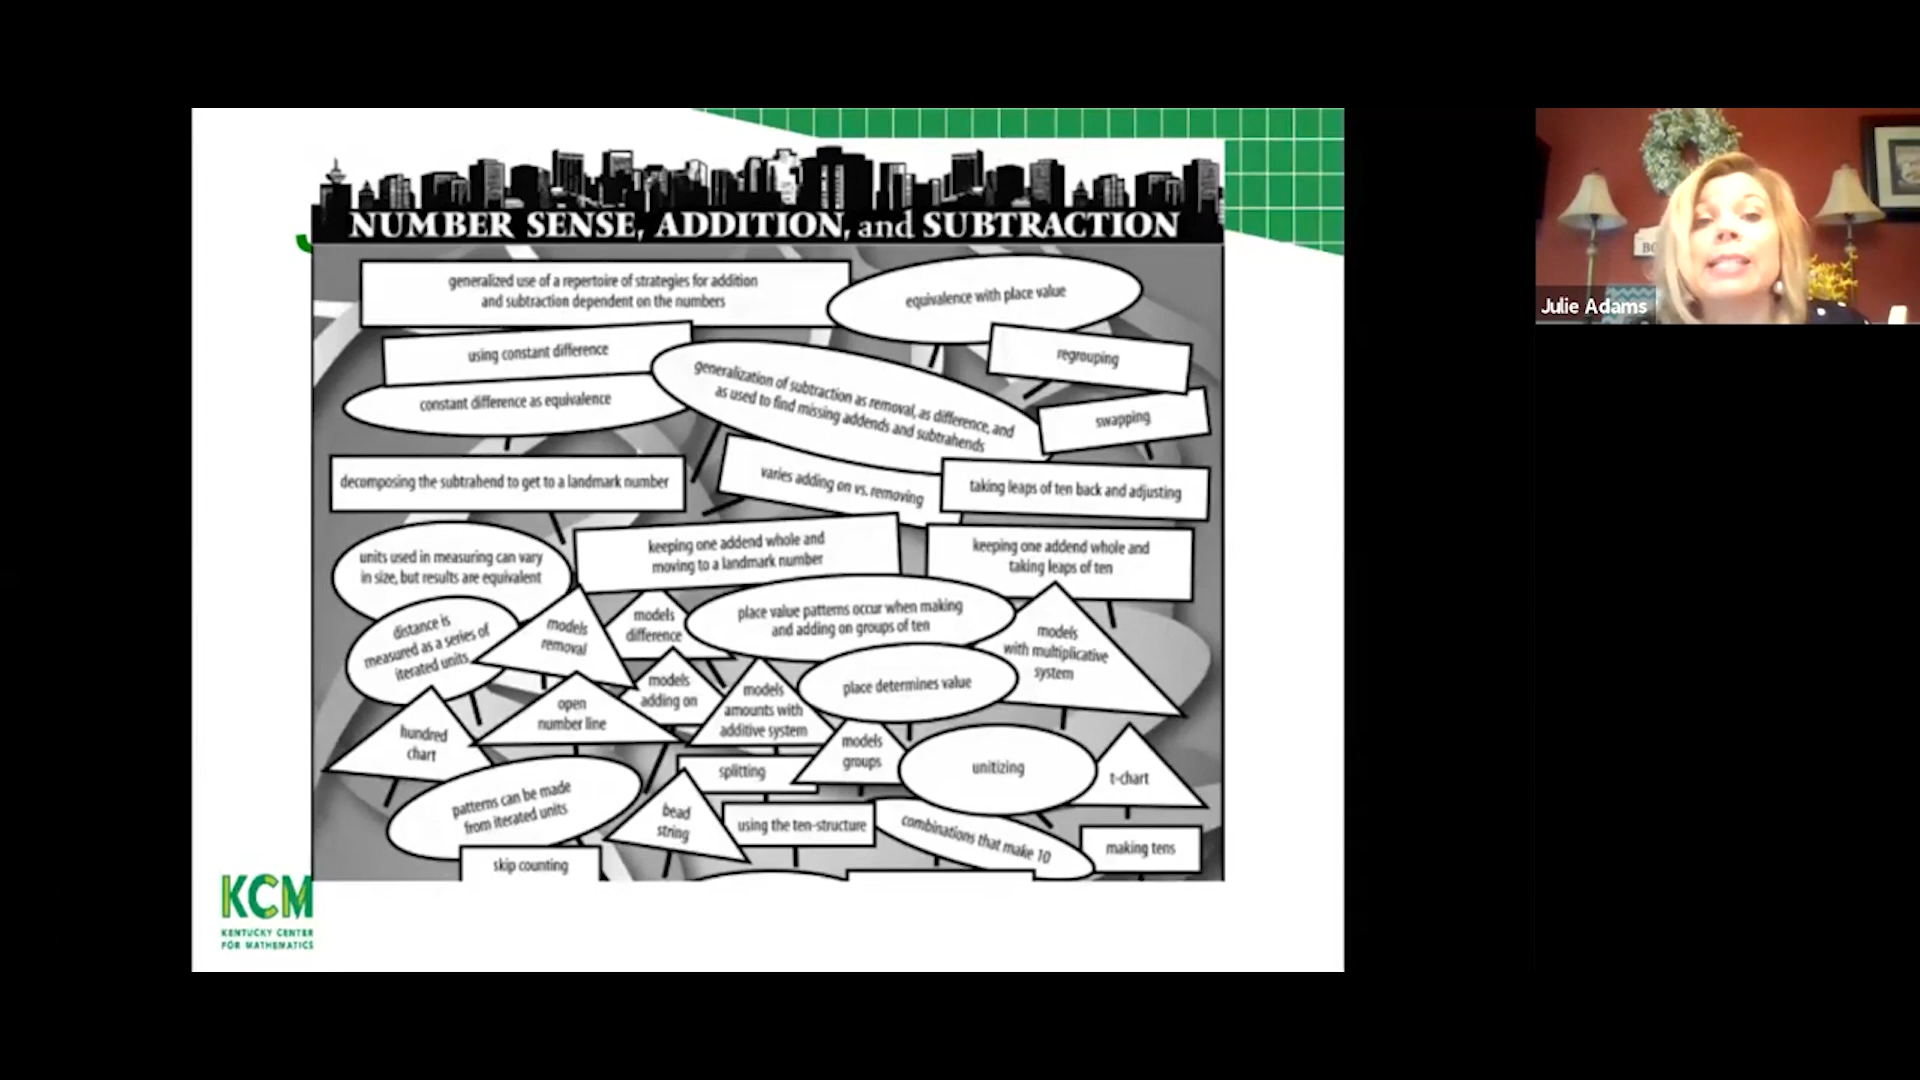 NUMBER SENSE, ADDITION, and SUBTRACTION
generalized use of a repertoire of strategies for addition
and subtraction dependent on the numbers
equivalence with place value
using constant difference
regrouping
generalization of subtraction as removal, as difference, and
as used to find missing addends and subtrahends
constant difference as equivalence
swapping
decomposing the subtrahend to get to a landmark number
varies adding on vs. removing
taking leaps of ten back and adjusting
units used in measuring can vary
in size, but results are equivalent
keeping one addend whole and
moving to a landmark number
keeping one addend whole and
taking leaps of ten
distance is
measured as a series of
iterated units
models
removal
models
difference
place value patterns occur when making
and adding on groups of ten
models
with multiplicative
system
hundred
chart
open
number line
models
adding on
models
amounts with
additive system
place determines value
models
groups
unitizing
t-chart
splitting
patterns can be made
from iterated units
bead
string
using the ten-structure
combinations that make 10
making tens
skip counting
KCM
KENTUCKY CENTER
FOR MATHEMATICS
Julie Adams